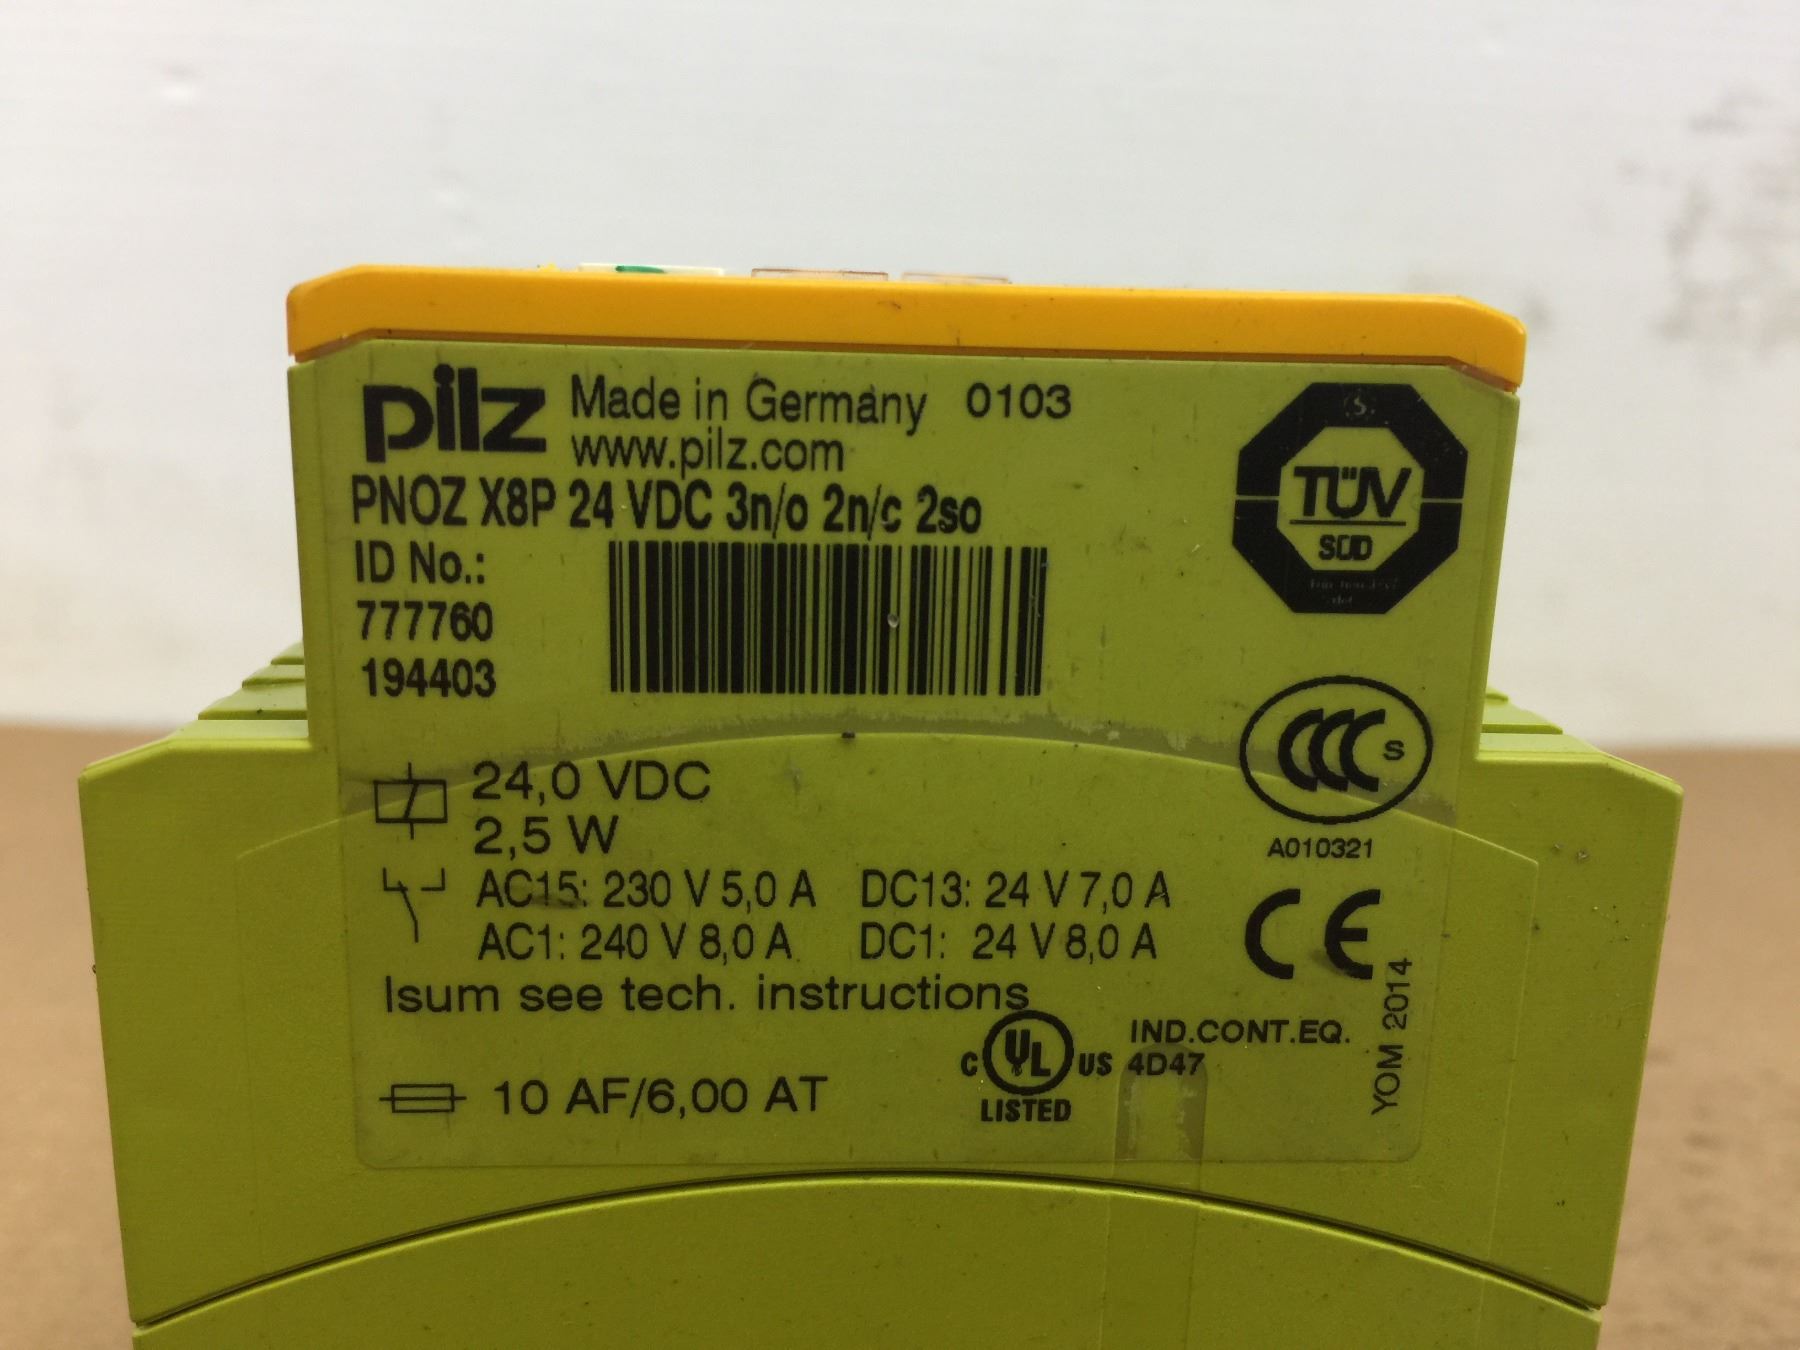 pilz Made in Germany 0103
www.pilz.com
PNOZ X8P 24 VDC 3n/o 2n/c 2so
ID No.:
777760
194403
TÜV
SÜD
24,0 VDC
2,5 W
CCC S
A010321
AC15: 230 V 5,0 A DC13: 24 V 7,0 A
AC1: 240 V 8,0 A DC1: 24 V 8,0 A
CE
Isum see tech. instructions
YOM 2014
C UL US IND.CONT.EQ.
4D47
LISTED
10 AF/6,00 AT